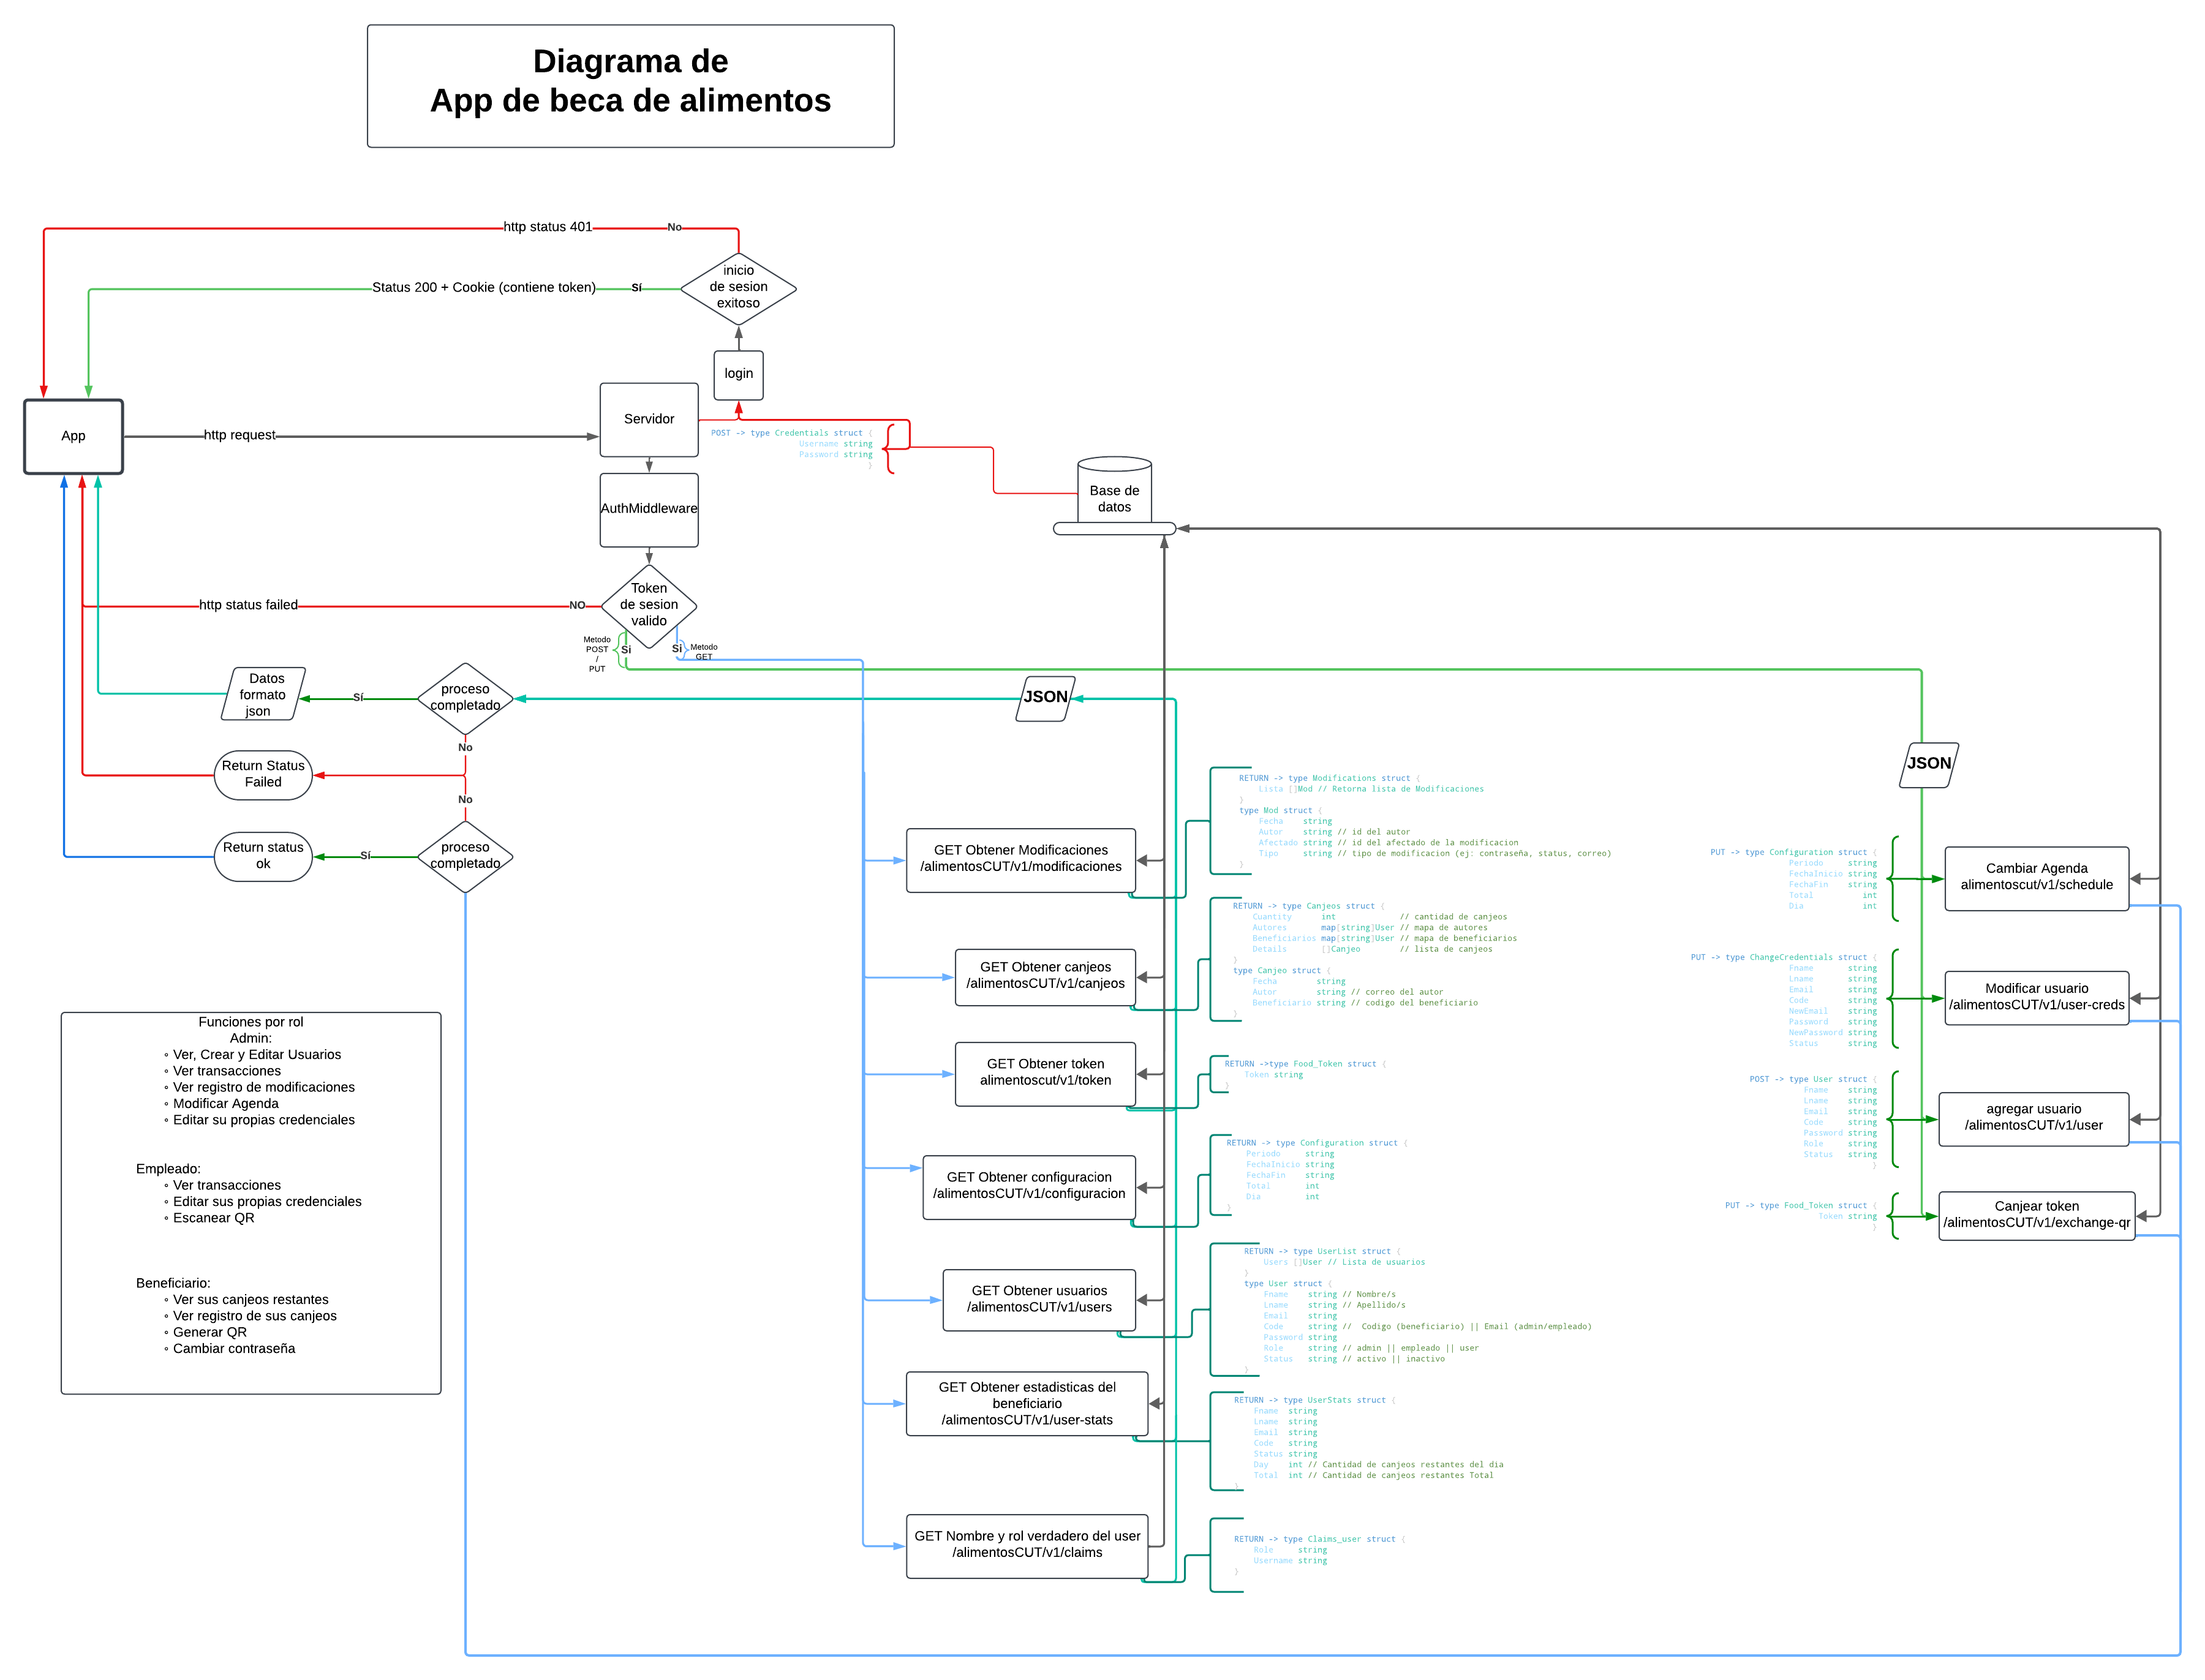 Diagrama de
App de beca de alimentos
http status 401
No
inicio
de sesion
exitoso
Status 200 + Cookie (contiene token)
Sí
login
Servidor
App
http request
POST -> type Credentials struct {
Username string
Password string
}
Base de
datos
AuthMiddleware
Token
de sesion
valido
http status failed
NO
Metodo
POST
/
PUT
Si
Si
Metodo
GET
Datos
formato
json
Sí
proceso
completado
JSON
No
Return Status
Failed
No
Return status
ok
Sí
proceso
completado
JSON
GET Obtener Modificaciones
/alimentosCUT/v1/modificaciones
RETURN -> type Modifications struct {
Lista []Mod // Retorna lista de Modificaciones
}
type Mod struct {
Fecha string
Autor string // id del autor
Afectado string // id del afectado de la modificacion
Tipo string // tipo de modificacion (ej: contraseña, status, correo)
}
PUT -> type Configuration struct {
Periodo string
FechaInicio string
FechaFin string
Total int
Dia int
Cambiar Agenda
alimentoscut/v1/schedule
GET Obtener canjeos
/alimentosCUT/v1/canjeos
RETURN -> type Canjeos struct {
Cuantity int // cantidad de canjeos
Autores map[string]User // mapa de autores
Beneficiarios map[string]User // mapa de beneficiarios
Details []Canjeo // lista de canjeos
}
type Canjeo struct {
Fecha string
Autor string // correo del autor
Beneficiario string // codigo del beneficiario
}
PUT -> type ChangeCredentials struct {
Fname string
Lname string
Email string
Code string
NewEmail string
Password string
NewPassword string
Status string
Modificar usuario
/alimentosCUT/v1/user-creds
GET Obtener token
alimentoscut/v1/token
RETURN ->type Food_Token struct {
Token string
}
POST -> type User struct {
Fname string
Lname string
Email string
Code string
Password string
Role string
Status string
}
agregar usuario
/alimentosCUT/v1/user
GET Obtener configuracion
/alimentosCUT/v1/configuracion
RETURN -> type Configuration struct {
Periodo string
FechaInicio string
FechaFin string
Total int
Dia int
}
PUT -> type Food_Token struct {
Token string
}
Canjear token
/alimentosCUT/v1/exchange-qr
GET Obtener usuarios
/alimentosCUT/v1/users
RETURN -> type UserList struct {
Users []User // Lista de usuarios
}
type User struct {
Fname string // Nombre/s
Lname string // Apellido/s
Email string
Code string // Codigo (beneficiario) || Email (admin/empleado)
Password string
Role string // admin || empleado || user
Status string // activo || inactivo
}
GET Obtener estadisticas del
beneficiario
/alimentosCUT/v1/user-stats
RETURN -> type UserStats struct {
Fname string
Lname string
Email string
Code string
Status string
Day int // Cantidad de canjeos restantes del dia
Total int // Cantidad de canjeos restantes Total
}
GET Nombre y rol verdadero del user
/alimentosCUT/v1/claims
RETURN -> type Claims_user struct {
Role string
Username string
}
Funciones por rol
Admin:
◦ Ver, Crear y Editar Usuarios
◦ Ver transacciones
◦ Ver registro de modificaciones
◦ Modificar Agenda
◦ Editar su propias credenciales
Empleado:
◦ Ver transacciones
◦ Editar sus propias credenciales
◦ Escanear QR
Beneficiario:
◦ Ver sus canjeos restantes
◦ Ver registro de sus canjeos
◦ Generar QR
◦ Cambiar contraseña